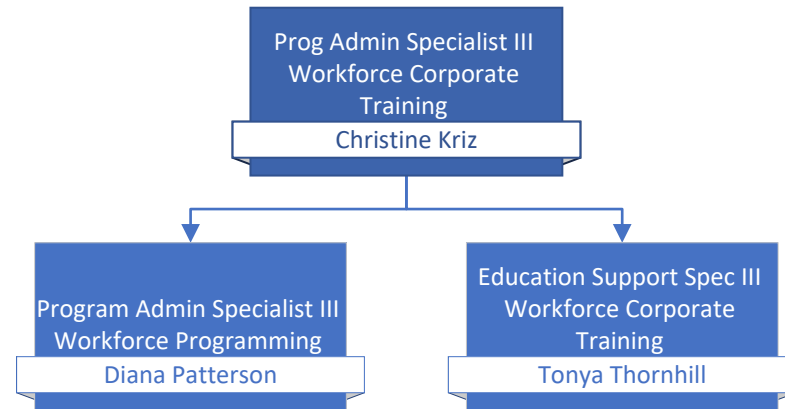 Prog Admin Specialist III
Workforce Corporate
Training
Christine Kriz
Program Admin Specialist III
Workforce Programming
Diana Patterson
Education Support Spec III
Workforce Corporate
Training
Tonya Thornhill